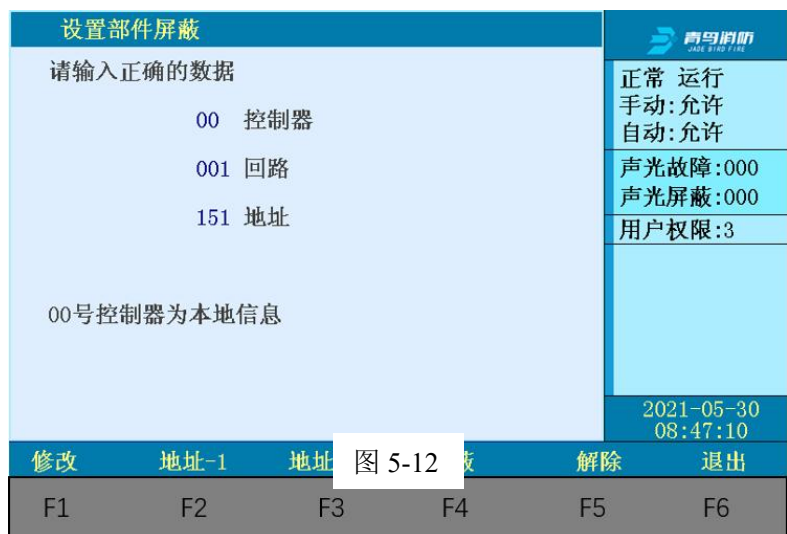 设置部件屏蔽
请输入正确的数据
00 控制器
001 回路
151 地址
00号控制器为本地信息
青鸟消防
JADE BIRD FIRE
正常 运行
手动:允许
自动:允许
声光故障:000
声光屏蔽:000
用户权限:3
2021-05-30
08:47:10
修改 地址-1 地址 解除 退出
图 5-12
F1 F2 F3 F4 F5 F6